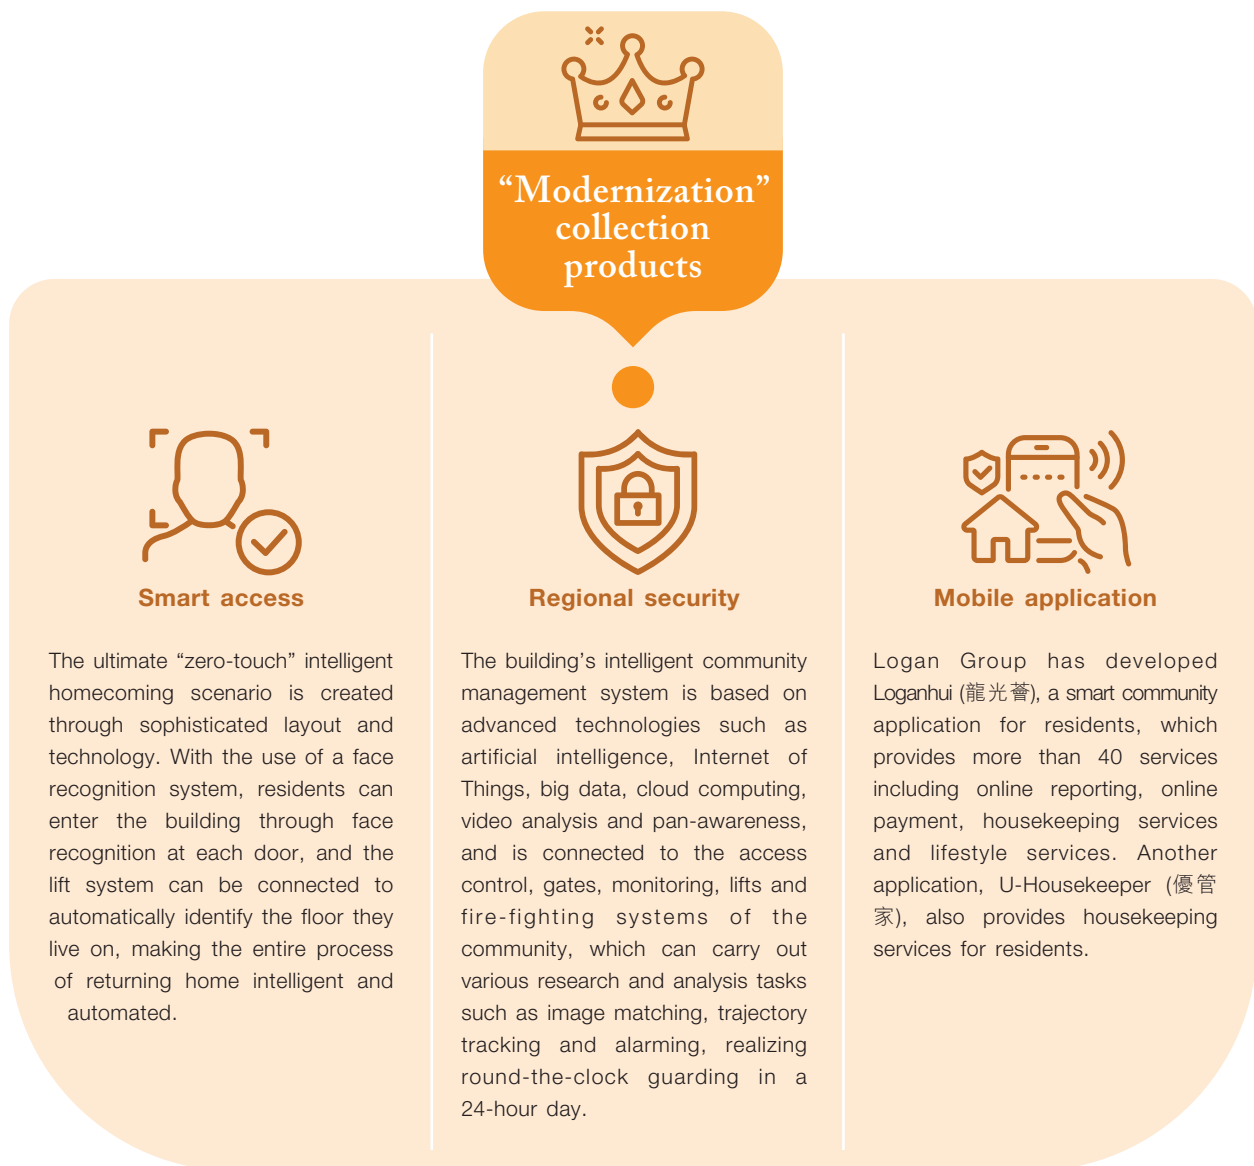 “Modernization”
collection
products
Smart access
The ultimate “zero-touch” intelligent
homecoming scenario is created
through sophisticated layout and
technology. With the use of a face
recognition system, residents can
enter the building through face
recognition at each door, and the
lift system can be connected to
automatically identify the floor they
live on, making the entire process
of returning home intelligent and
automated.
Regional security
The building’s intelligent community
management system is based on
advanced technologies such as
artificial intelligence, Internet of
Things, big data, cloud computing,
video analysis and pan-awareness,
and is connected to the access
control, gates, monitoring, lifts and
fire-fighting systems of the
community, which can carry out
various research and analysis tasks
such as image matching, trajectory
tracking and alarming, realizing
round-the-clock guarding in a
24-hour day.
Mobile application
Logan Group has developed
Loganhui (龍光薈), a smart community
application for residents, which
provides more than 40 services
including online reporting, online
payment, housekeeping services
and lifestyle services. Another
application, U-Housekeeper (優管
家), also provides housekeeping
services for residents.